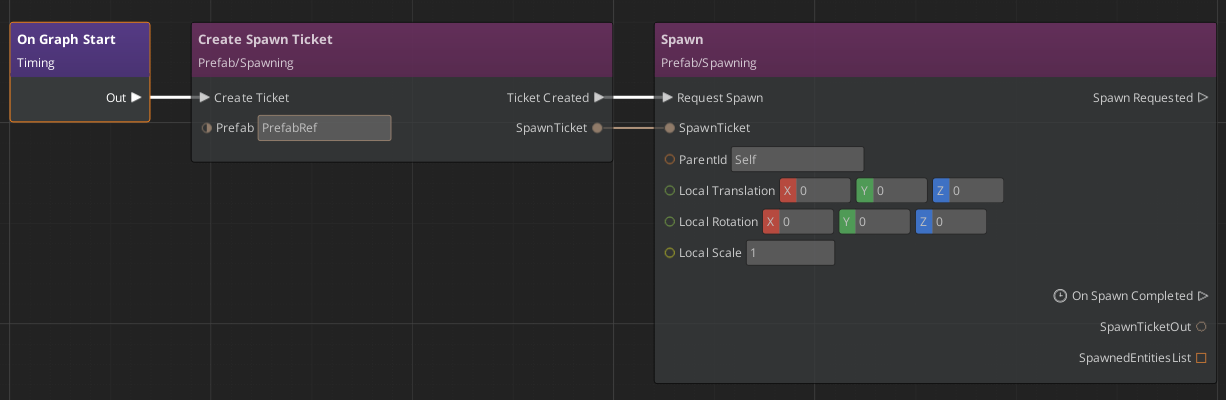 On Graph Start
Timing
Out
Create Spawn Ticket
Prefab/Spawning
Create Ticket
Ticket Created
Prefab PrefabRef
SpawnTicket
Spawn
Prefab/Spawning
Request Spawn
Spawn Requested
SpawnTicket
ParentId Self
Local Translation X 0 Y 0 Z 0
Local Rotation X 0 Y 0 Z 0
Local Scale 1
On Spawn Completed
SpawnTicketOut
SpawnedEntitiesList